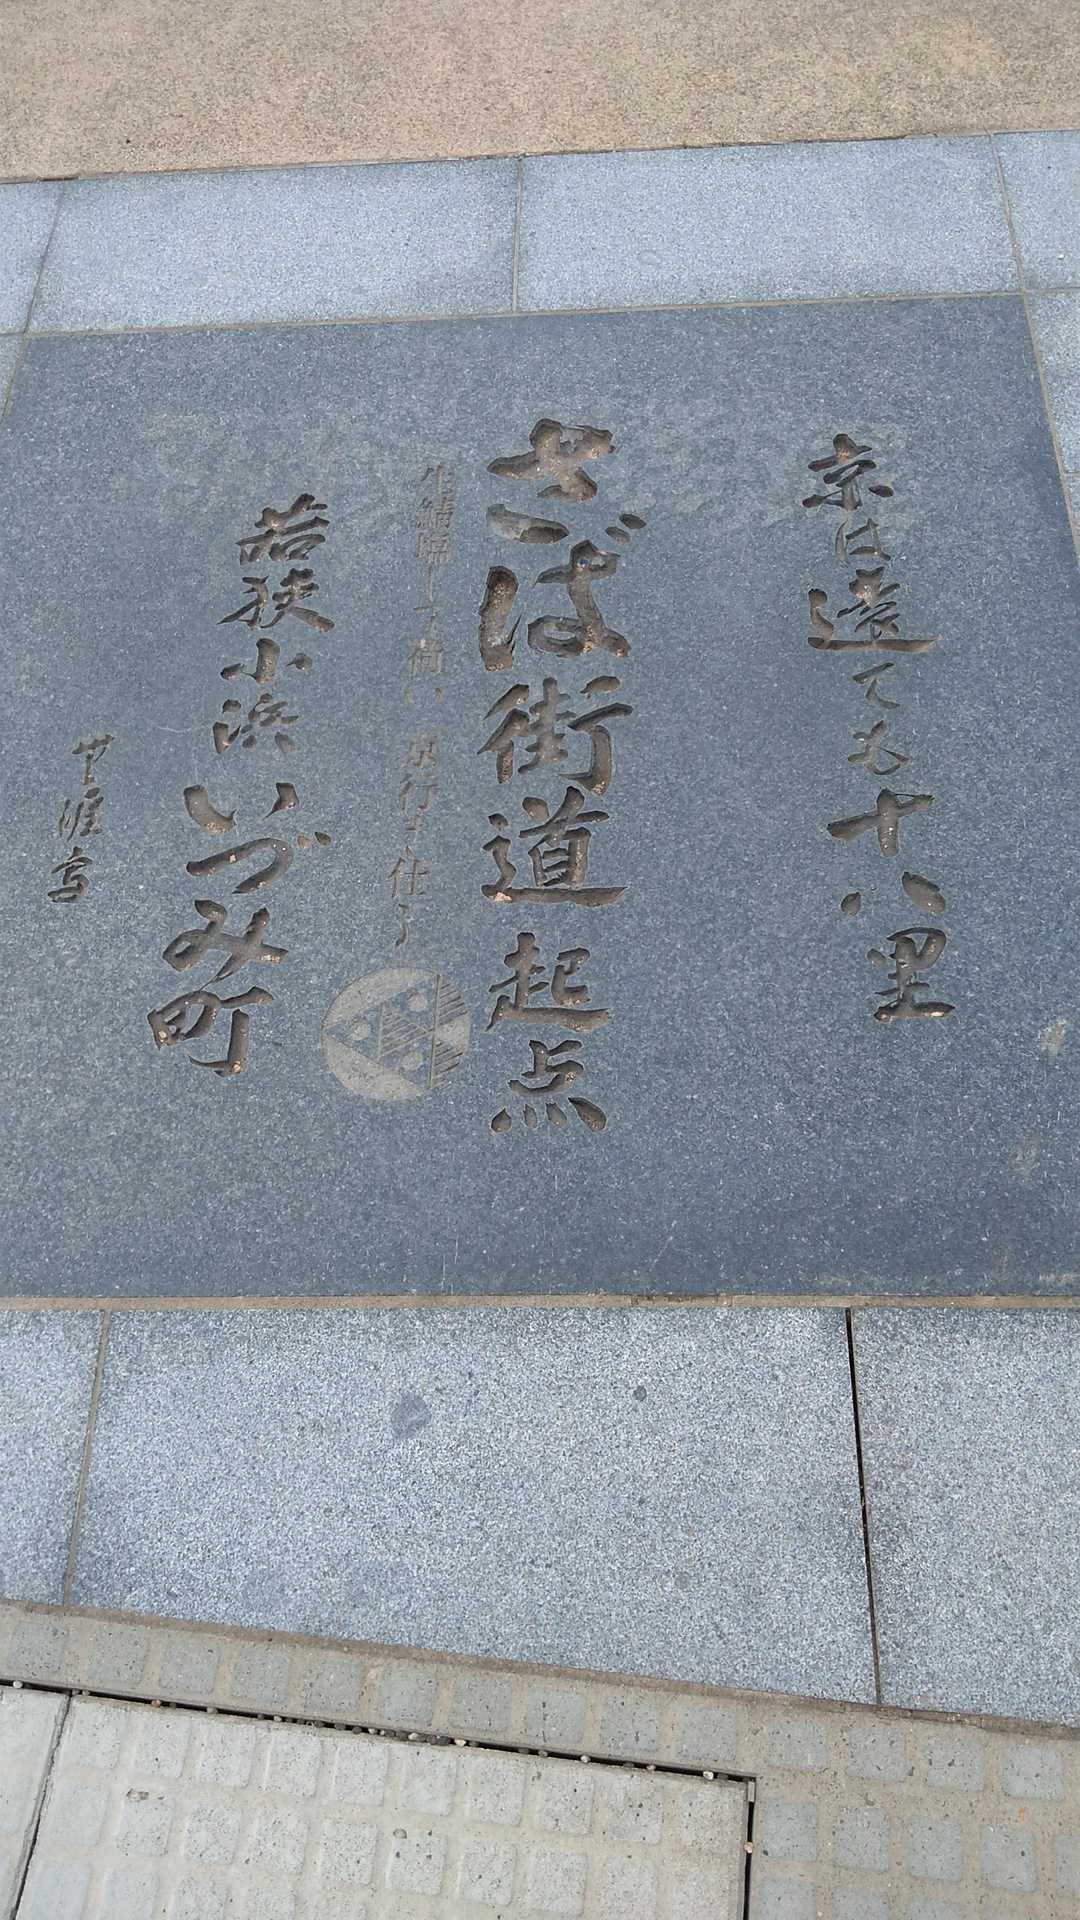 京は遠ても十八里
さば街道起点
生鯖塩して荷い 京行き仕る
若狭小浜いづみ町